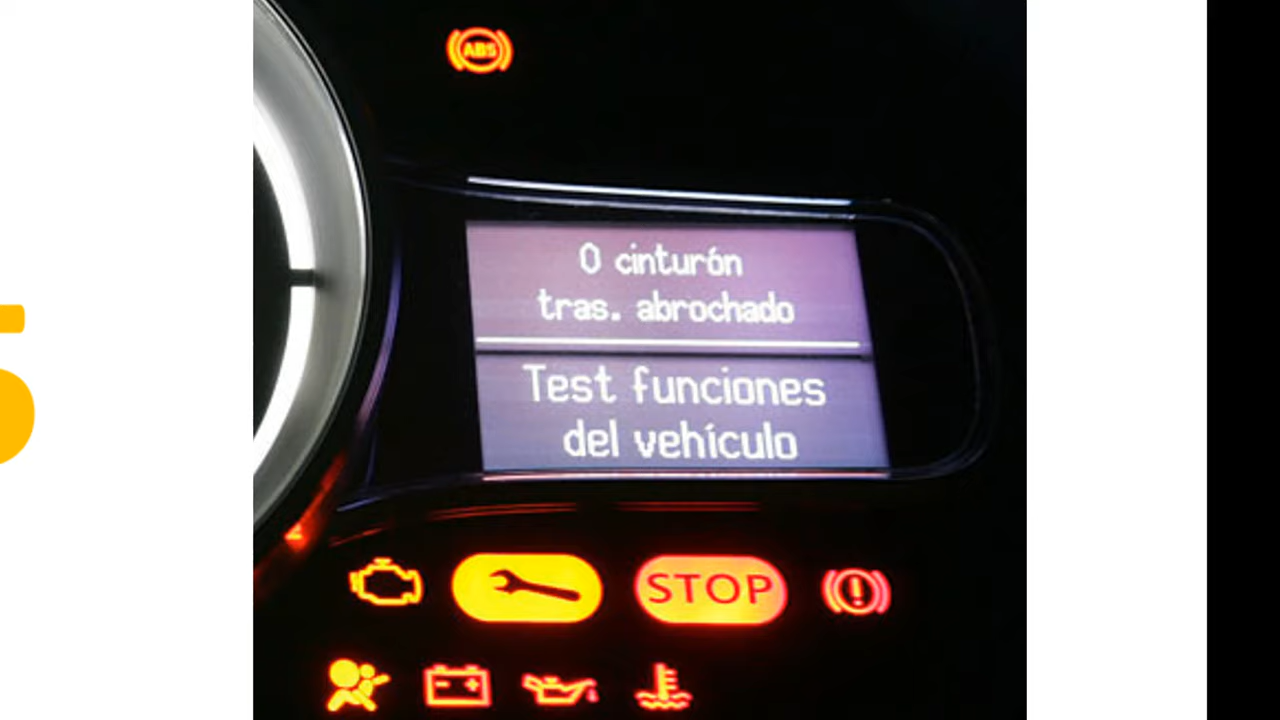 ABS
0 cinturón
tras. abrochado
Test funciones
del vehículo
STOP